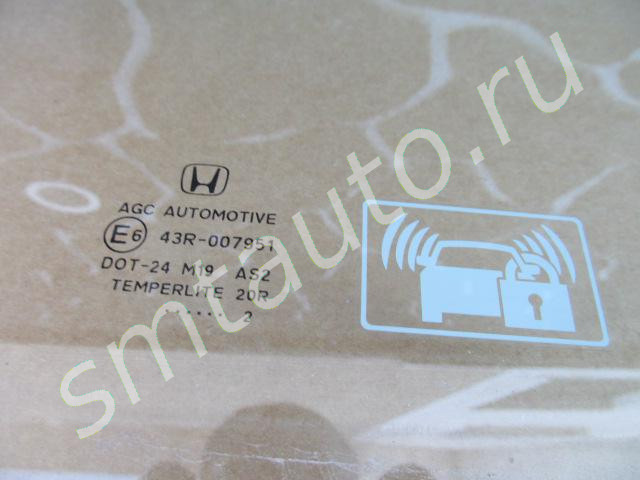 AGC AUTOMOTIVE
E6 43R-007951
DOT-24 M19 AS2
TEMPERLITE 20R
...... 2
smtauto.ru